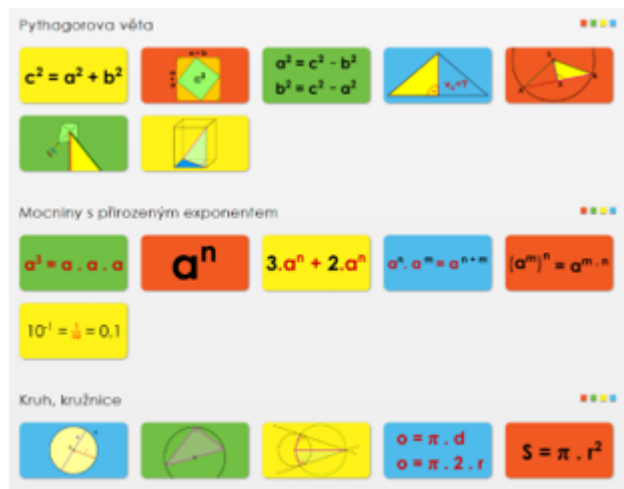 Pythagorova věta
c² = a² + b²
c²
a² = c² - b²
b² = c² - a²
=?
Mocniny s přirozeným exponentem
a³ = a . a . a
aⁿ
3.aⁿ + 2.aⁿ
aⁿ. aᵐ = aⁿ ⁺ ᵐ
(aᵐ)ⁿ = aᵐ · ⁿ
10⁻¹ = 1/10 = 0,1
Kruh, kružnice
o = π . d
o = π . 2 . r
S = π . r²